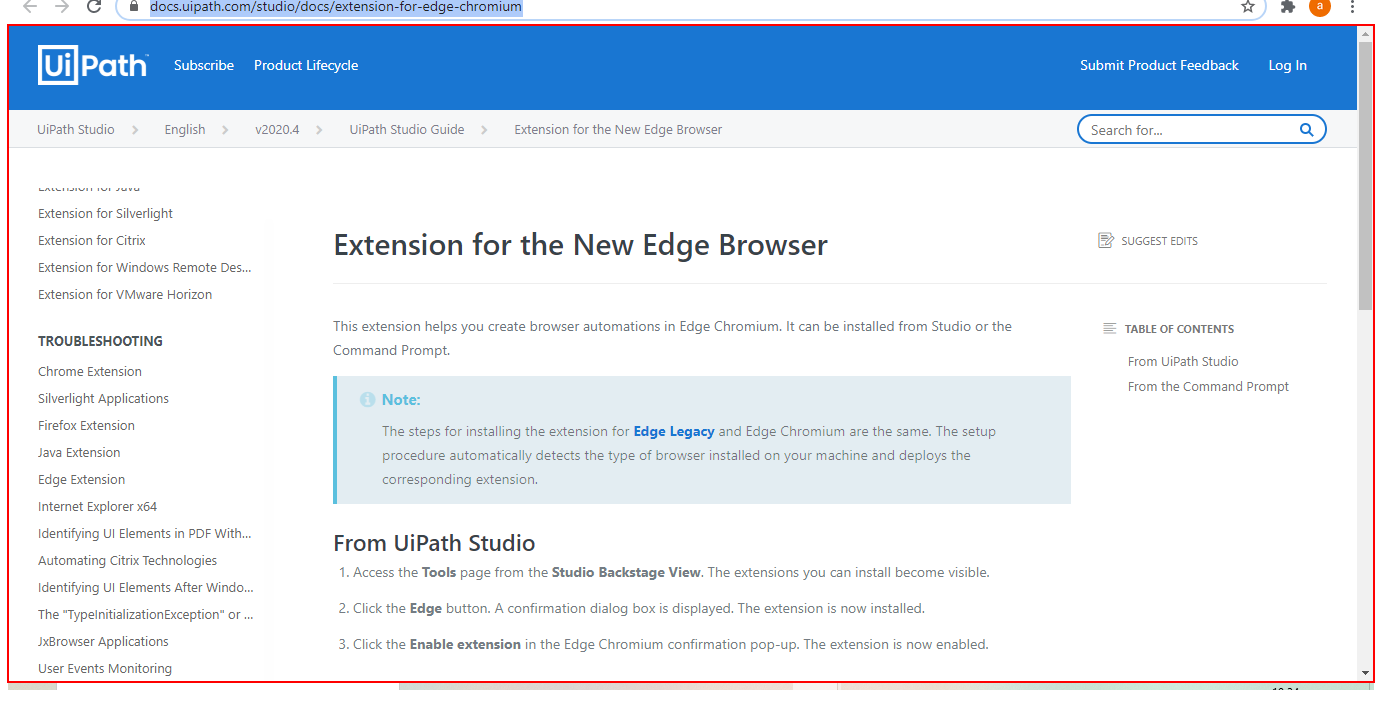 docs.uipath.com/studio/docs/extension-for-edge-chromium
a
UiPath
Subscribe
Product Lifecycle
Submit Product Feedback
Log In
UiPath Studio
English
v2020.4
UiPath Studio Guide
Extension for the New Edge Browser
Search for...
Extension for Java
Extension for Silverlight
Extension for Citrix
Extension for Windows Remote Des...
Extension for VMware Horizon
TROUBLESHOOTING
Chrome Extension
Silverlight Applications
Firefox Extension
Java Extension
Edge Extension
Internet Explorer x64
Identifying UI Elements in PDF With...
Automating Citrix Technologies
Identifying UI Elements After Windo...
The "TypeInitializationException" or ...
JxBrowser Applications
User Events Monitoring
Extension for the New Edge Browser
SUGGEST EDITS
This extension helps you create browser automations in Edge Chromium. It can be installed from Studio or the
Command Prompt.
Note:
The steps for installing the extension for Edge Legacy and Edge Chromium are the same. The setup
procedure automatically detects the type of browser installed on your machine and deploys the
corresponding extension.
From UiPath Studio
1. Access the Tools page from the Studio Backstage View. The extensions you can install become visible.
2. Click the Edge button. A confirmation dialog box is displayed. The extension is now installed.
3. Click the Enable extension in the Edge Chromium confirmation pop-up. The extension is now enabled.
TABLE OF CONTENTS
From UiPath Studio
From the Command Prompt